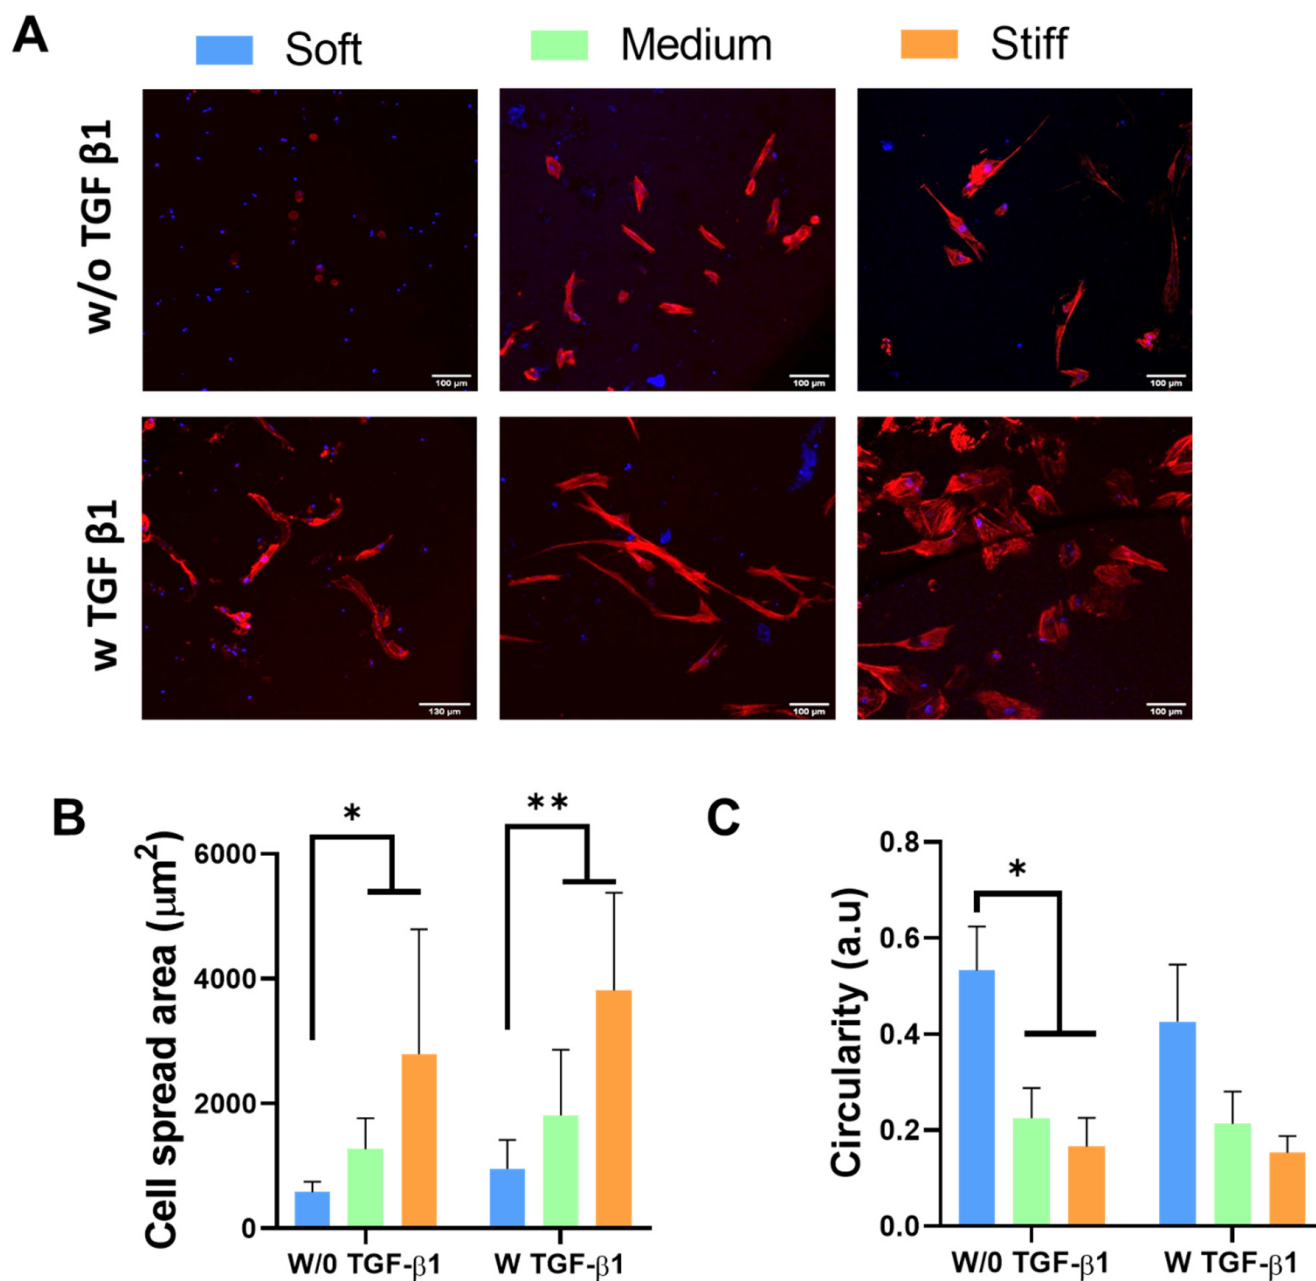 A
Soft Medium Stiff
w/o TGF β1
100 µm 100 µm 100 µm
w TGF β1
130 µm 100 µm 100 µm
B
Cell spread area (µm²)
6000
4000
2000
0
*
**
W/0 TGF-β1 W TGF-β1
C
Circularity (a.u)
0.8
0.6
0.4
0.2
0.0
*
W/0 TGF-β1 W TGF-β1